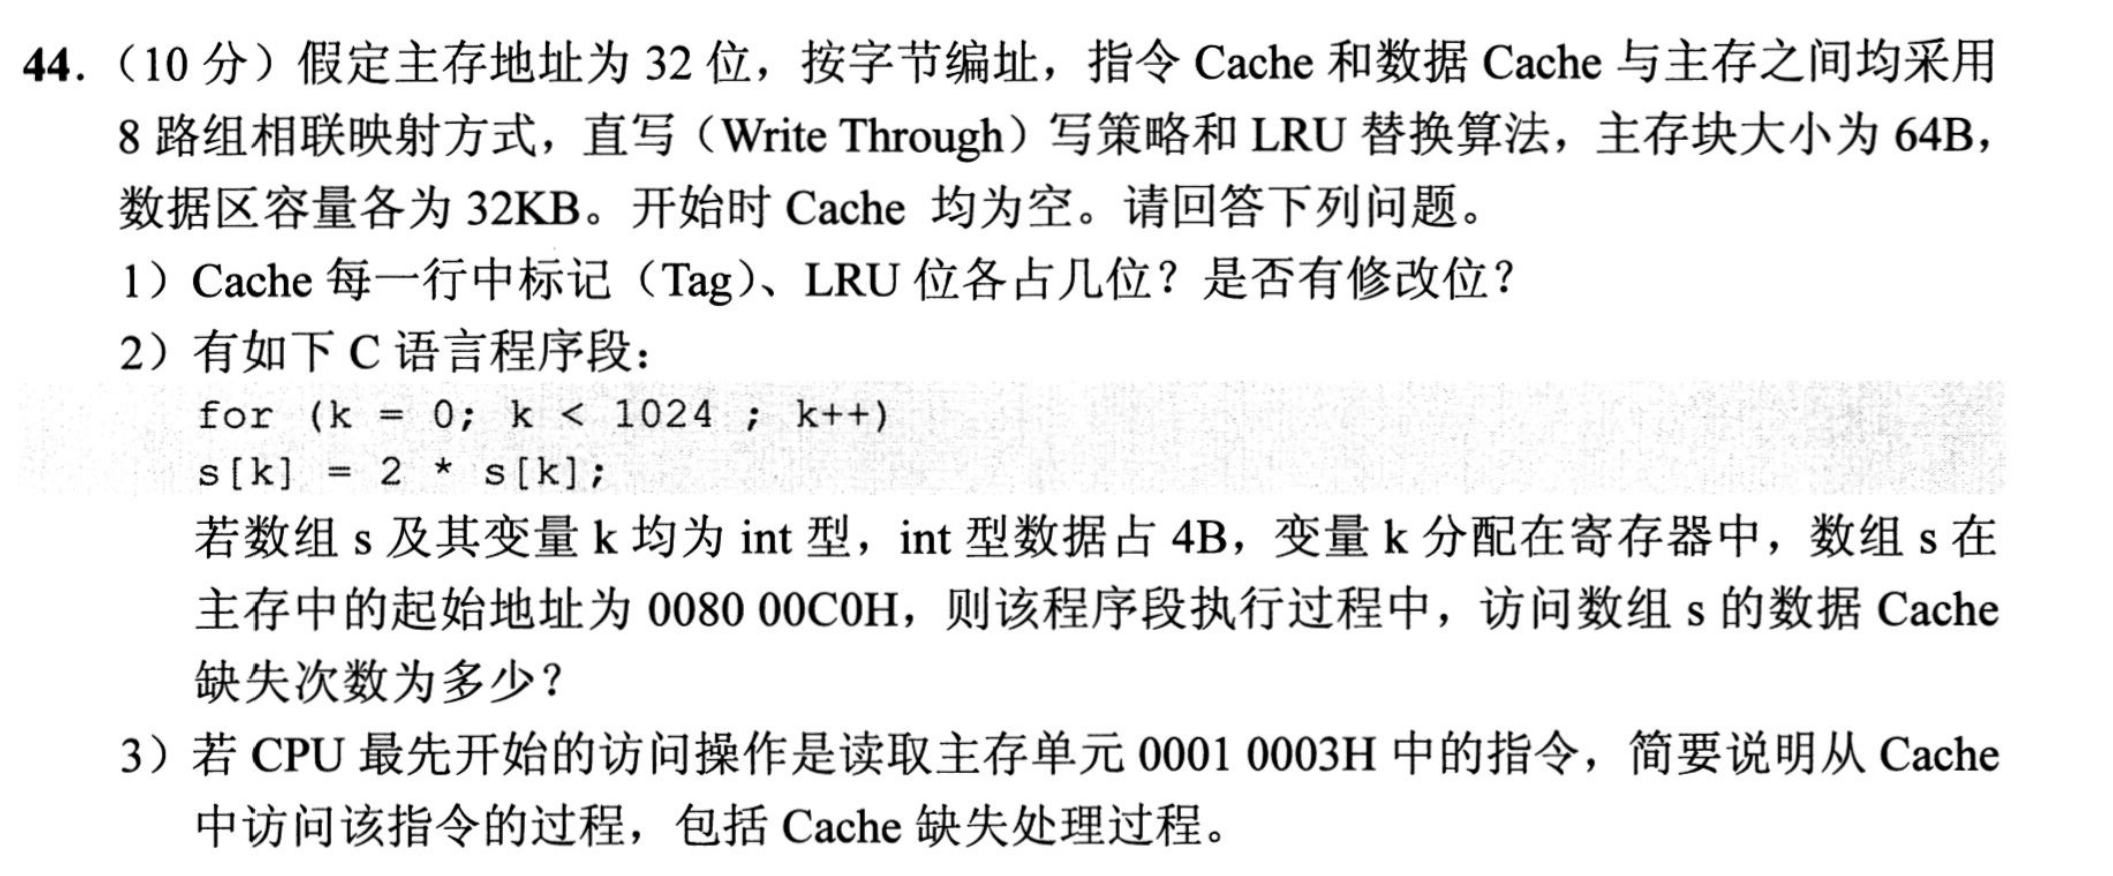 44.（10 分）假定主存地址为 32 位，按字节编址，指令 Cache 和数据 Cache 与主存之间均采用
8 路组相联映射方式，直写（Write Through）写策略和 LRU 替换算法，主存块大小为 64B，
数据区容量各为 32KB。开始时 Cache 均为空。请回答下列问题。
1）Cache 每一行中标记（Tag）、LRU 位各占几位？是否有修改位？
2）有如下 C 语言程序段：
for (k = 0; k < 1024 ; k++)
s[k] = 2 * s[k];
若数组 s 及其变量 k 均为 int 型，int 型数据占 4B，变量 k 分配在寄存器中，数组 s 在
主存中的起始地址为 0080 00C0H，则该程序段执行过程中，访问数组 s 的数据 Cache
缺失次数为多少？
3）若 CPU 最先开始的访问操作是读取主存单元 0001 0003H 中的指令，简要说明从 Cache
中访问该指令的过程，包括 Cache 缺失处理过程。